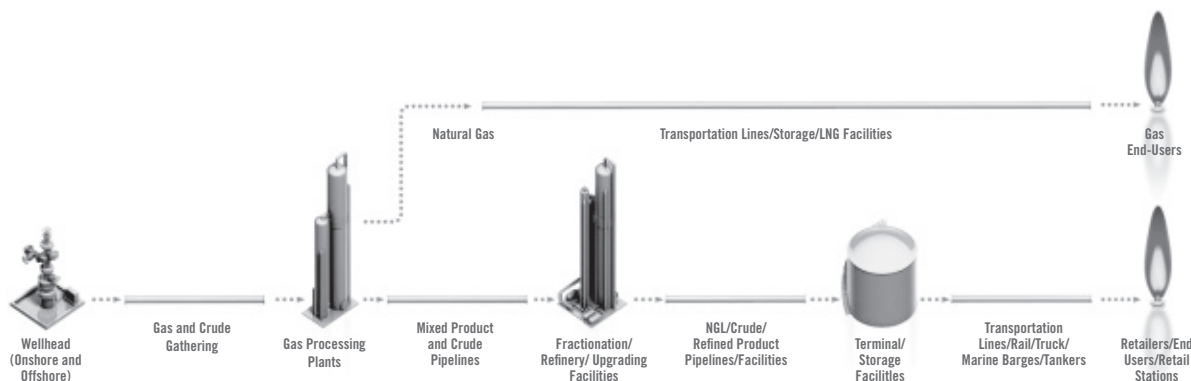 Natural Gas
Transportation Lines/Storage/LNG Facilities
Gas
End-Users
Wellhead
(Onshore and
Offshore)
Gas and Crude
Gathering
Gas Processing
Plants
Mixed Product
and Crude
Pipelines
Fractionation/
Refinery/ Upgrading
Facilities
NGL/Crude/
Refined Product
Pipelines/Facilities
Terminal/
Storage
Facilities
Transportation
Lines/Rail/Truck/
Marine Barges/Tankers
Retailers/End
Users/Retail
Stations